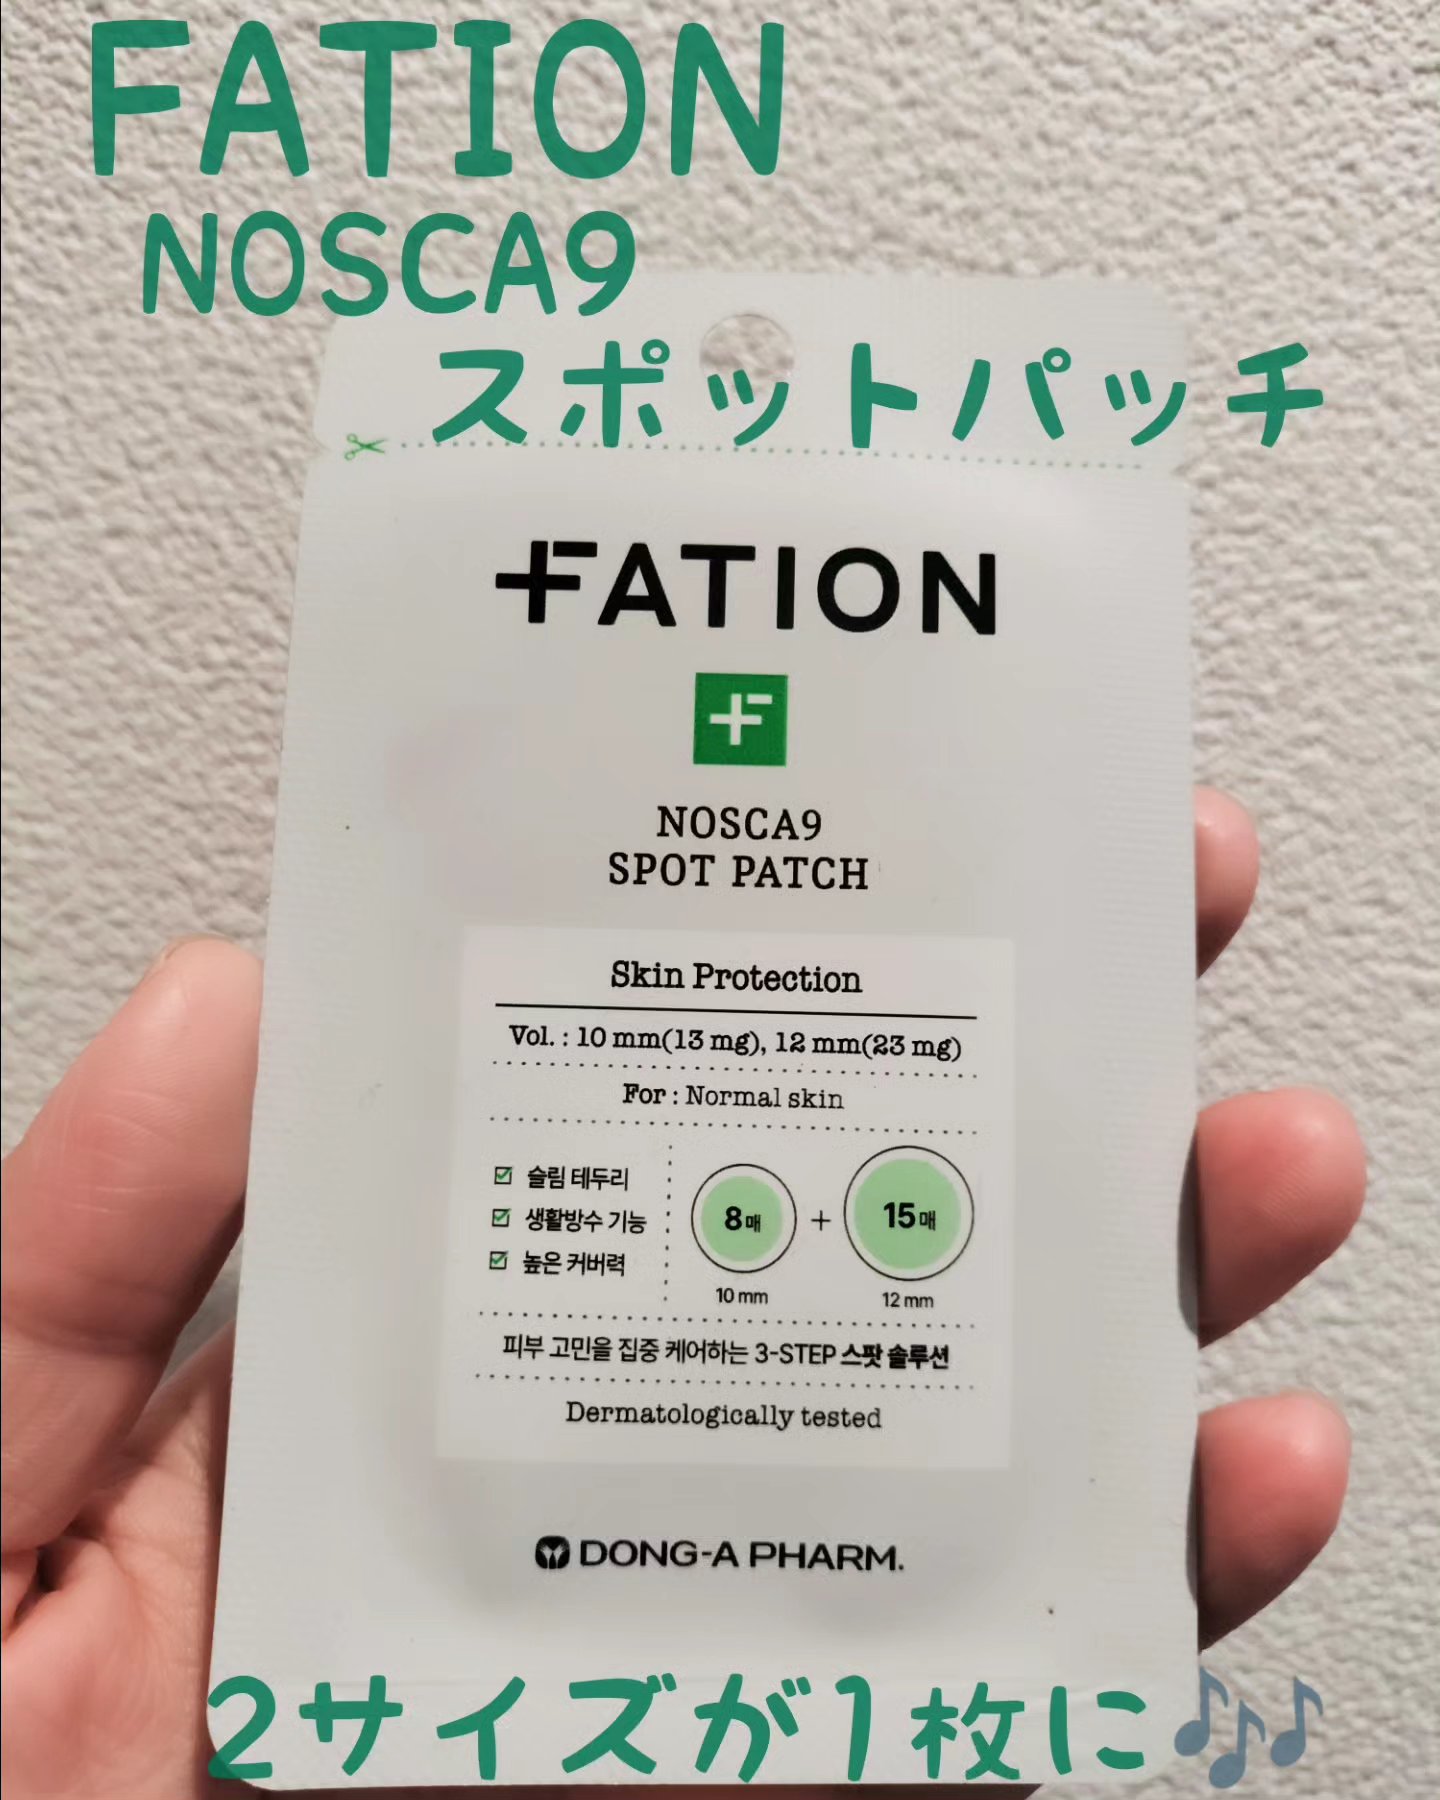 FATION
NOSCA9
スポットパッチ
FATION
NOSCA9
SPOT PATCH
Skin Protection
Vol. : 10 mm(13 mg), 12 mm(23 mg)
For : Normal skin
슬림 테두리
생활방수 기능
높은 커버력
8매 + 15매
10 mm 12 mm
피부 고민을 집중 케어하는 3-STEP 스팟 솔루션
Dermatologically tested
DONG-A PHARM.
2サイズが1枚に🎶